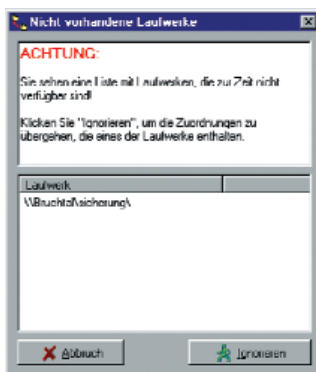 Nicht vorhandene Laufwerke
ACHTUNG:
Sie sehen eine Liste mit Laufwerken, die zur Zeit nicht
verfügbar sind!
Klicken Sie "Ignorieren", um die Zuordnungen zu
übergehen, die eines der Laufwerke enthalten.
Laufwerk
\\Bruchtal\sicherung\
Abbruch
Ignorieren